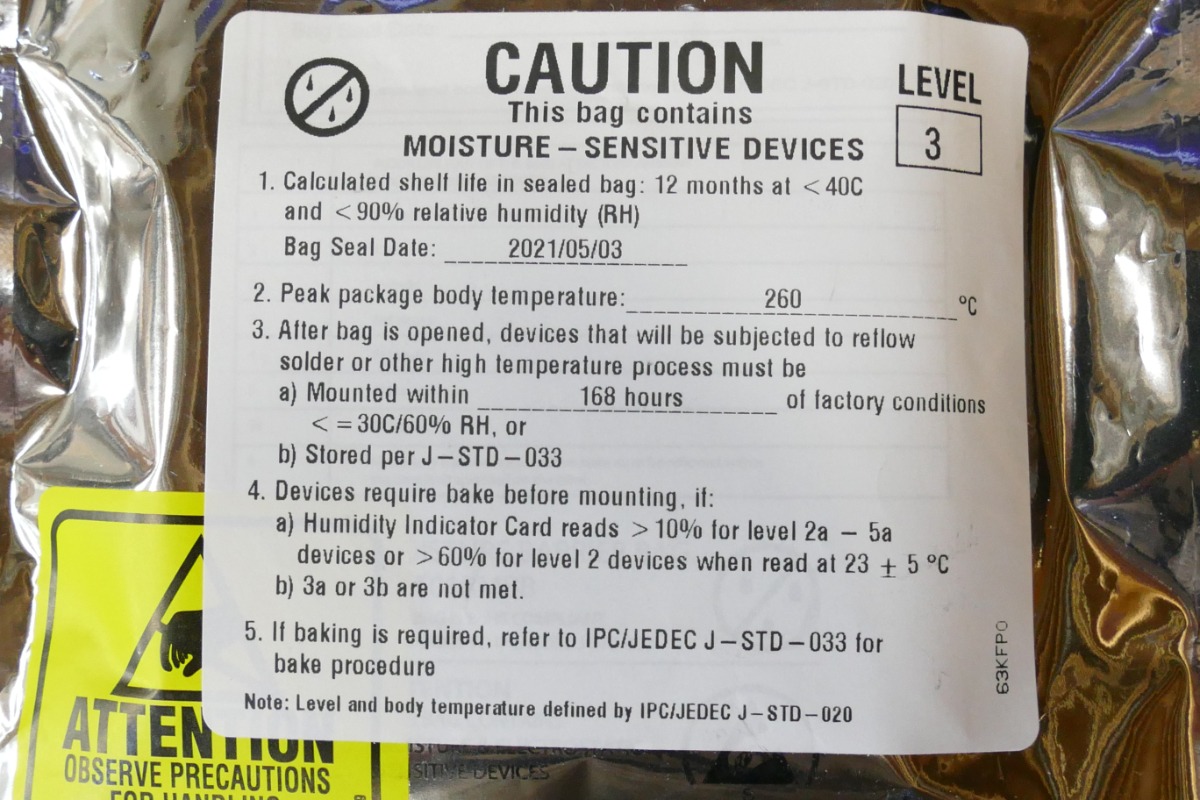 CAUTION
This bag contains
MOISTURE – SENSITIVE DEVICES
LEVEL
3
1. Calculated shelf life in sealed bag: 12 months at < 40C
and < 90% relative humidity (RH)
Bag Seal Date: 2021/05/03
2. Peak package body temperature: 260 °C
3. After bag is opened, devices that will be subjected to reflow
solder or other high temperature process must be
a) Mounted within 168 hours of factory conditions
< = 30C/60% RH, or
b) Stored per J – STD – 033
4. Devices require bake before mounting, if:
a) Humidity Indicator Card reads > 10% for level 2a – 5a
devices or > 60% for level 2 devices when read at 23 ± 5 °C
b) 3a or 3b are not met.
5. If baking is required, refer to IPC/JEDEC J – STD – 033 for
bake procedure
Note: Level and body temperature defined by IPC/JEDEC J – STD – 020
63KFP0
ATTENTION
OBSERVE PRECAUTIONS
FOR HANDLING
DEVICES